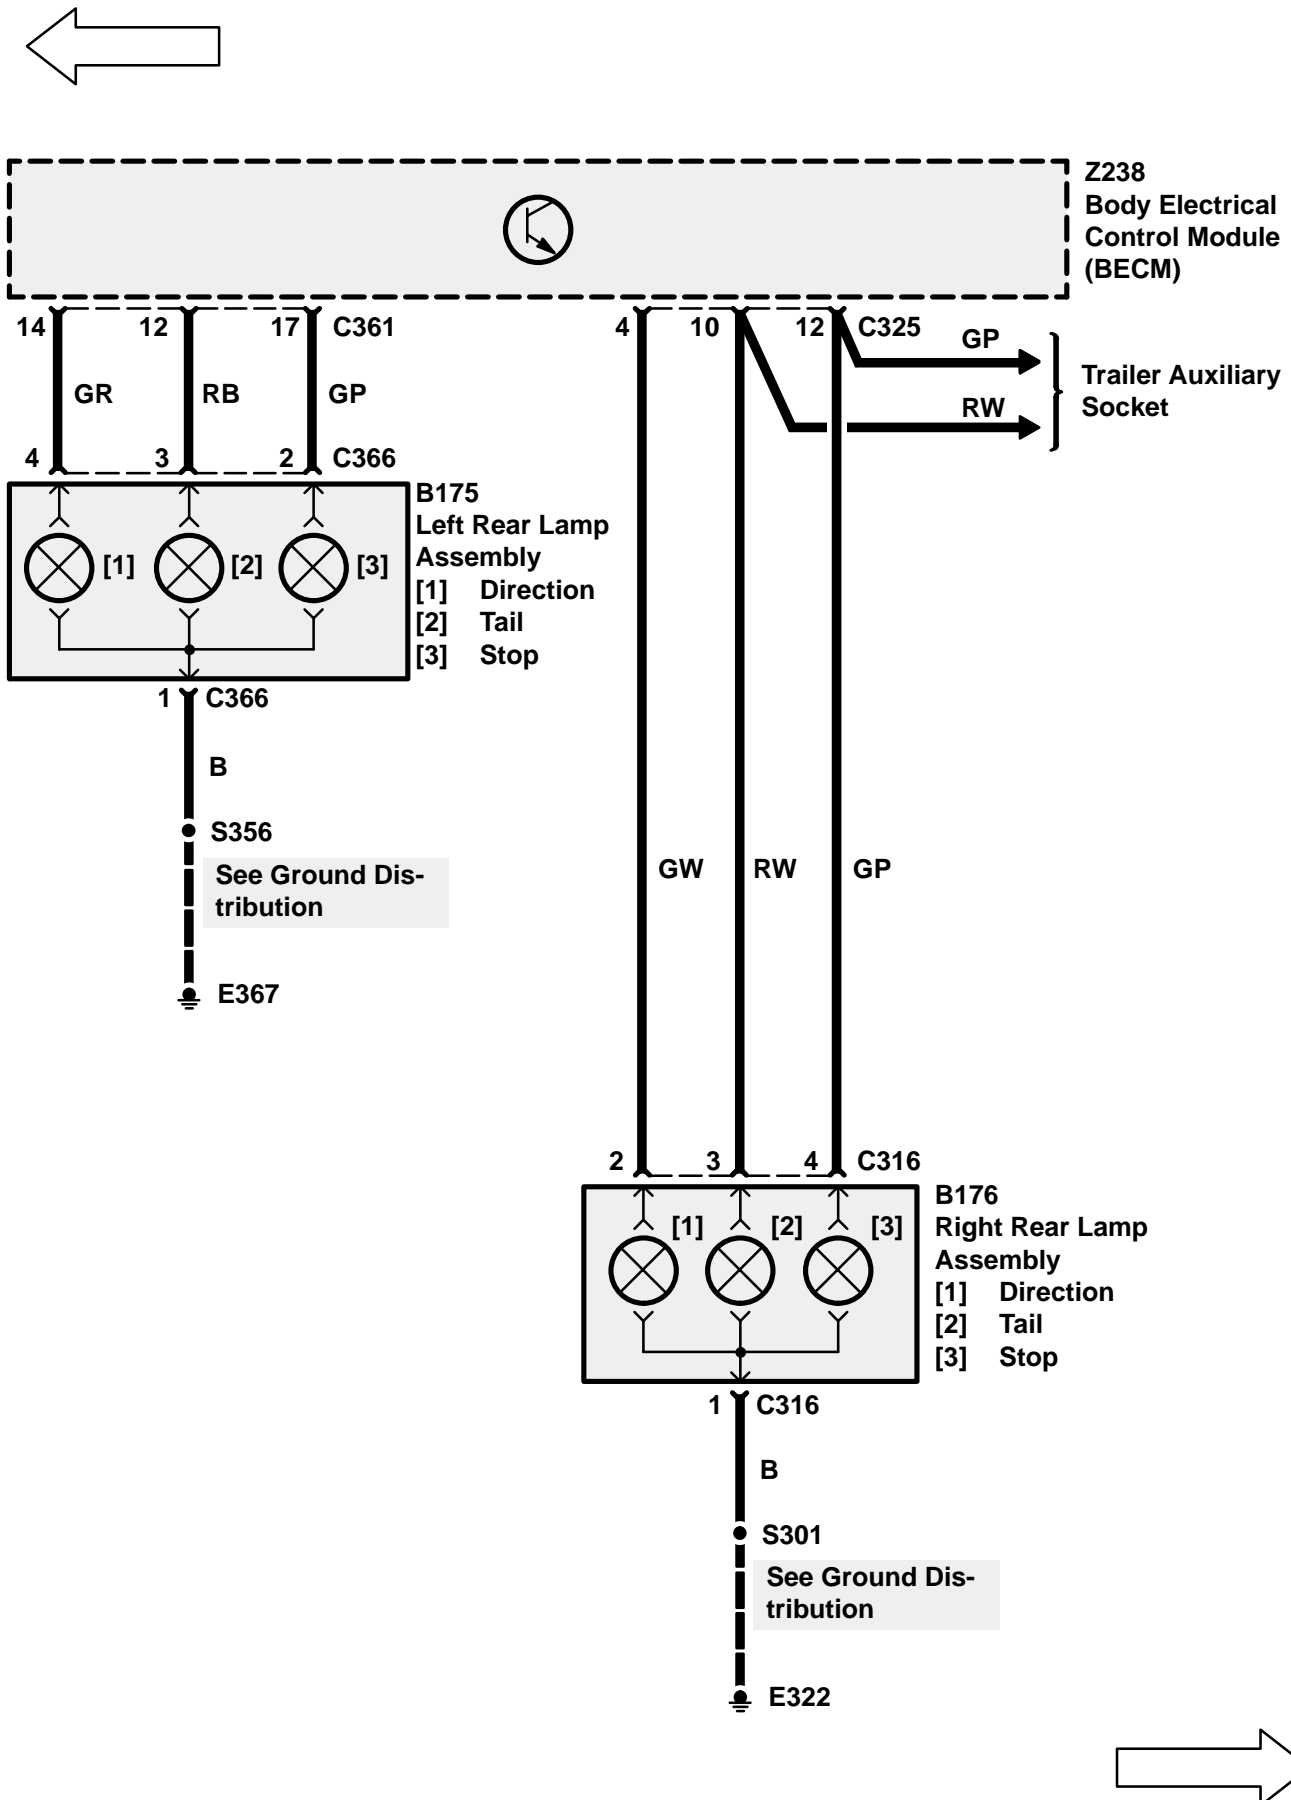 Z238
Body Electrical
Control Module
(BECM)
14 12 17 C361
4 10 12 C325
GP
Trailer Auxiliary
Socket
RW
GR RB GP
4 3 2 C366
B175
Left Rear Lamp
Assembly
[1] [2] [3]
[1] Direction
[2] Tail
[3] Stop
1 C366
B
S356
See Ground Dis-
tribution
E367
GW RW GP
2 3 4 C316
B176
Right Rear Lamp
Assembly
[1] [2] [3]
[1] Direction
[2] Tail
[3] Stop
1 C316
B
S301
See Ground Dis-
tribution
E322